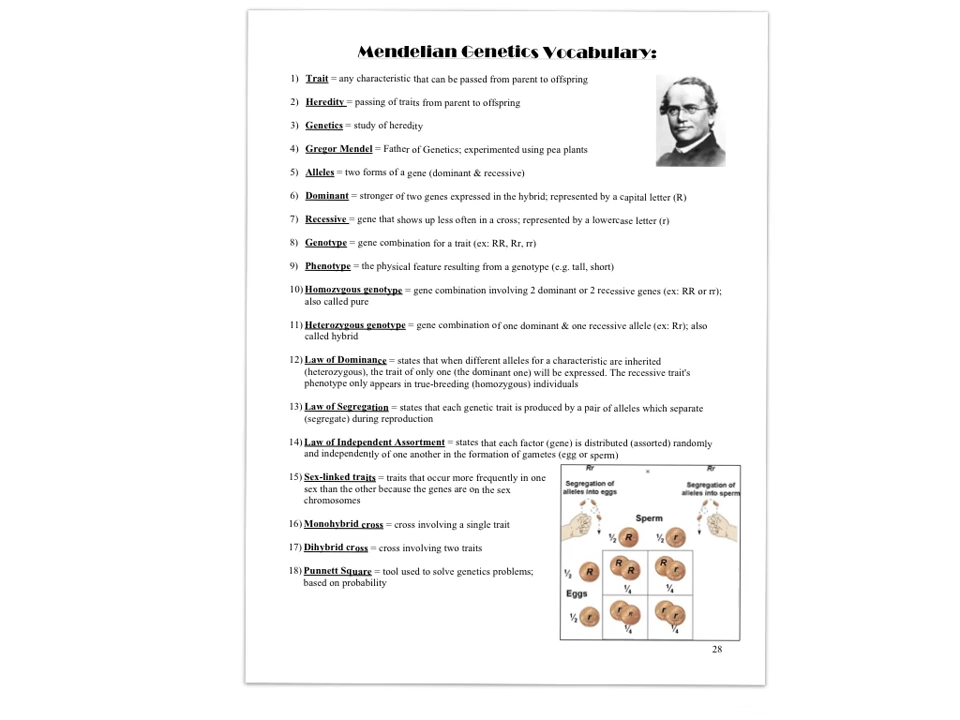 Mendelian Genetics Vocabulary:
1) Trait = any characteristic that can be passed from parent to offspring
2) Heredity = passing of traits from parent to offspring
3) Genetics = study of heredity
4) Gregor Mendel = Father of Genetics; experimented using pea plants
5) Alleles = two forms of a gene (dominant & recessive)
6) Dominant = stronger of two genes expressed in the hybrid; represented by a capital letter (R)
7) Recessive = gene that shows up less often in a cross; represented by a lowercase letter (r)
8) Genotype = gene combination for a trait (ex: RR, Rr, rr)
9) Phenotype = the physical feature resulting from a genotype (e.g. tall, short)
10) Homozygous genotype = gene combination involving 2 dominant or 2 recessive genes (ex: RR or rr);
also called pure
11) Heterozygous genotype = gene combination of one dominant & one recessive allele (ex: Rr); also
called hybrid
12) Law of Dominance = states that when different alleles for a characteristic are inherited
(heterozygous), the trait of only one (the dominant one) will be expressed. The recessive trait's
phenotype only appears in true-breeding (homozygous) individuals
13) Law of Segregation = states that each genetic trait is produced by a pair of alleles which separate
(segregate) during reproduction
14) Law of Independent Assortment = states that each factor (gene) is distributed (assorted) randomly
and independently of one another in the formation of gametes (egg or sperm)
15) Sex-linked traits = traits that occur more frequently in one
sex than the other because the genes are on the sex
chromosomes
16) Monohybrid cross = cross involving a single trait
17) Dihybrid cross = cross involving two traits
18) Punnett Square = tool used to solve genetics problems;
based on probability
Rr × Rr
Segregation of
alleles into eggs
Segregation of
alleles into sperm
Sperm
½ R ½ r
½ R R R R r
¼ ¼
Eggs
½ r r R r r
¼ ¼
28